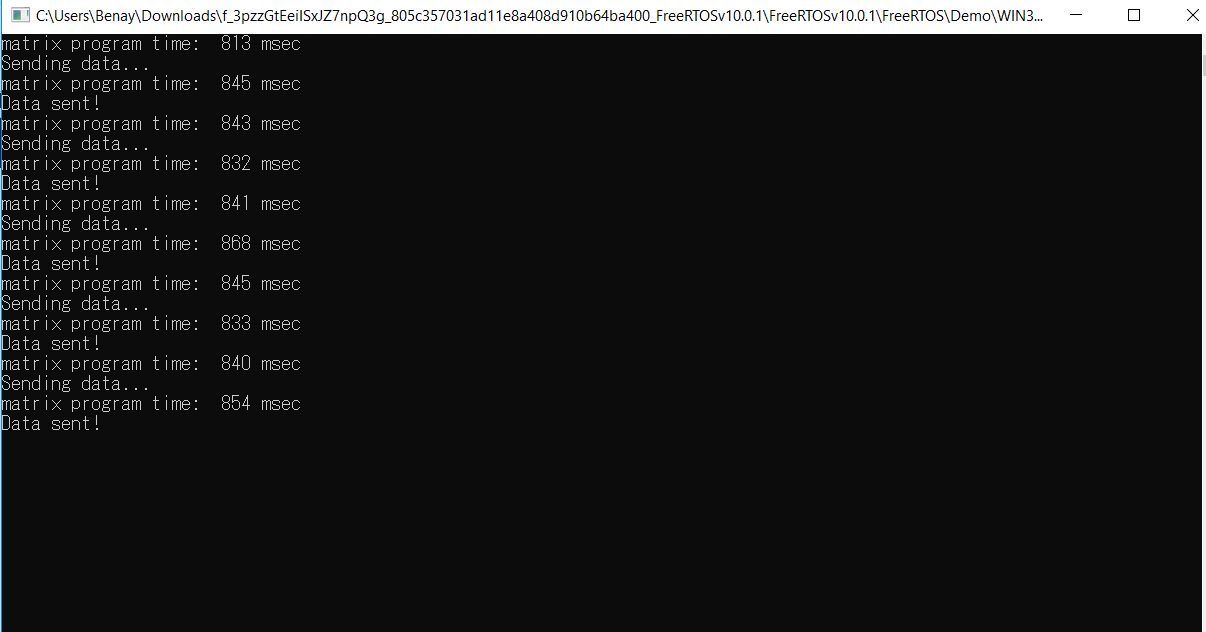 C:\Users\Benay\Downloads\f_3pzzGtEeiISxJZ7npQ3g_805c357031ad11e8a408d910b64ba400_FreeRTOSv10.0.1\FreeRTOSv10.0.1\FreeRTOS\Demo\WIN3...
matrix program time:  813 msec
Sending data...
matrix program time:  845 msec
Data sent!
matrix program time:  843 msec
Sending data...
matrix program time:  832 msec
Data sent!
matrix program time:  841 msec
Sending data...
matrix program time:  868 msec
Data sent!
matrix program time:  845 msec
Sending data...
matrix program time:  833 msec
Data sent!
matrix program time:  840 msec
Sending data...
matrix program time:  854 msec
Data sent!